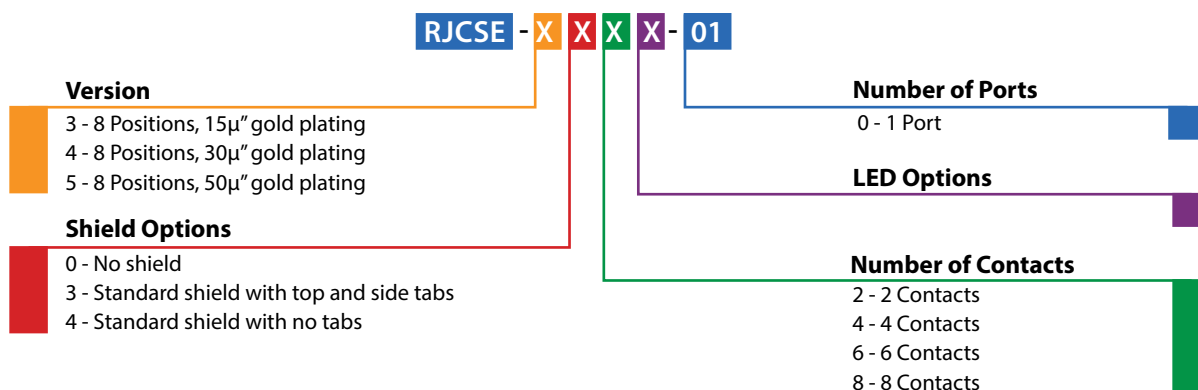 RJCSE - X X X X - 01
Version
3 - 8 Positions, 15µ” gold plating
4 - 8 Positions, 30µ” gold plating
5 - 8 Positions, 50µ” gold plating
Shield Options
0 - No shield
3 - Standard shield with top and side tabs
4 - Standard shield with no tabs
Number of Ports
0 - 1 Port
LED Options
Number of Contacts
2 - 2 Contacts
4 - 4 Contacts
6 - 6 Contacts
8 - 8 Contacts